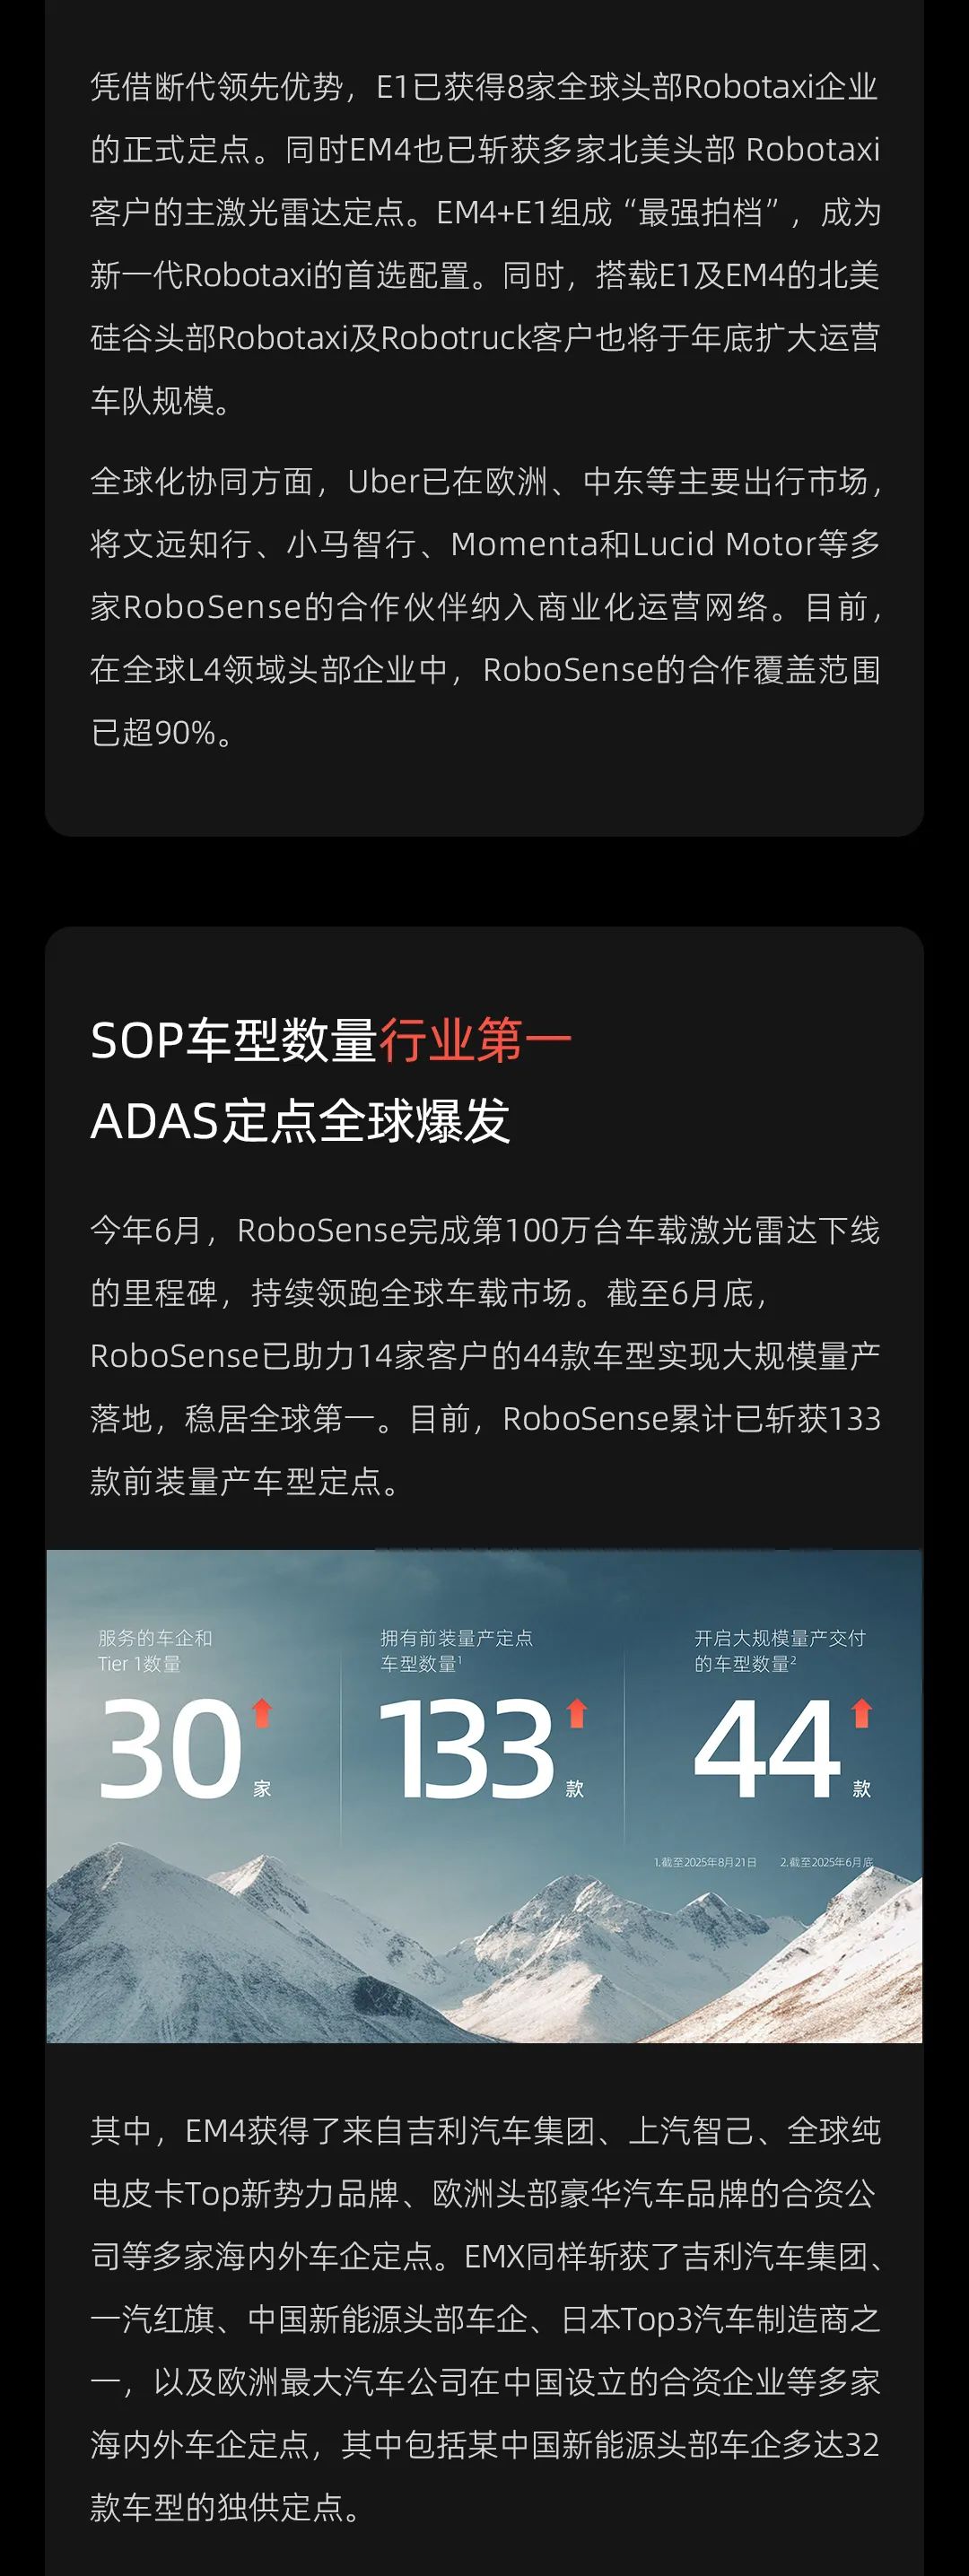 凭借断代领先优势，E1已获得8家全球头部Robotaxi企业
的正式定点。同时EM4也已斩获多家北美头部 Robotaxi
客户的主激光雷达定点。EM4+E1组成“最强拍档”，成为
新一代Robotaxi的首选配置。同时，搭载E1及EM4的北美
硅谷头部Robotaxi及Robotruck客户也将于年底扩大运营
车队规模。
全球化协同方面，Uber已在欧洲、中东等主要出行市场，
将文远知行、小马智行、Momenta和Lucid Motor等多
家RoboSense的合作伙伴纳入商业化运营网络。目前，
在全球L4领域头部企业中，RoboSense的合作覆盖范围
已超90%。
SOP车型数量行业第一
ADAS定点全球爆发
今年6月，RoboSense完成第100万台车载激光雷达下线
的里程碑，持续领跑全球车载市场。截至6月底，
RoboSense已助力14家客户的44款车型实现大规模量产
落地，稳居全球第一。目前，RoboSense累计已斩获133
款前装量产车型定点。
服务的车企和
Tier 1数量
30家
拥有前装量产定点
车型数量1
133款
开启大规模量产交付
的车型数量2
44款
1.截至2025年8月21日 2.截至2025年6月底
其中，EM4获得了来自吉利汽车集团、上汽智己、全球纯
电皮卡Top新势力品牌、欧洲头部豪华汽车品牌的合资公
司等多家海内外车企定点。EMX同样斩获了吉利汽车集团、
一汽红旗、中国新能源头部车企、日本Top3汽车制造商之
一，以及欧洲最大汽车公司在中国设立的合资企业等多家
海内外车企定点，其中包括某中国新能源头部车企多达32
款车型的独供定点。